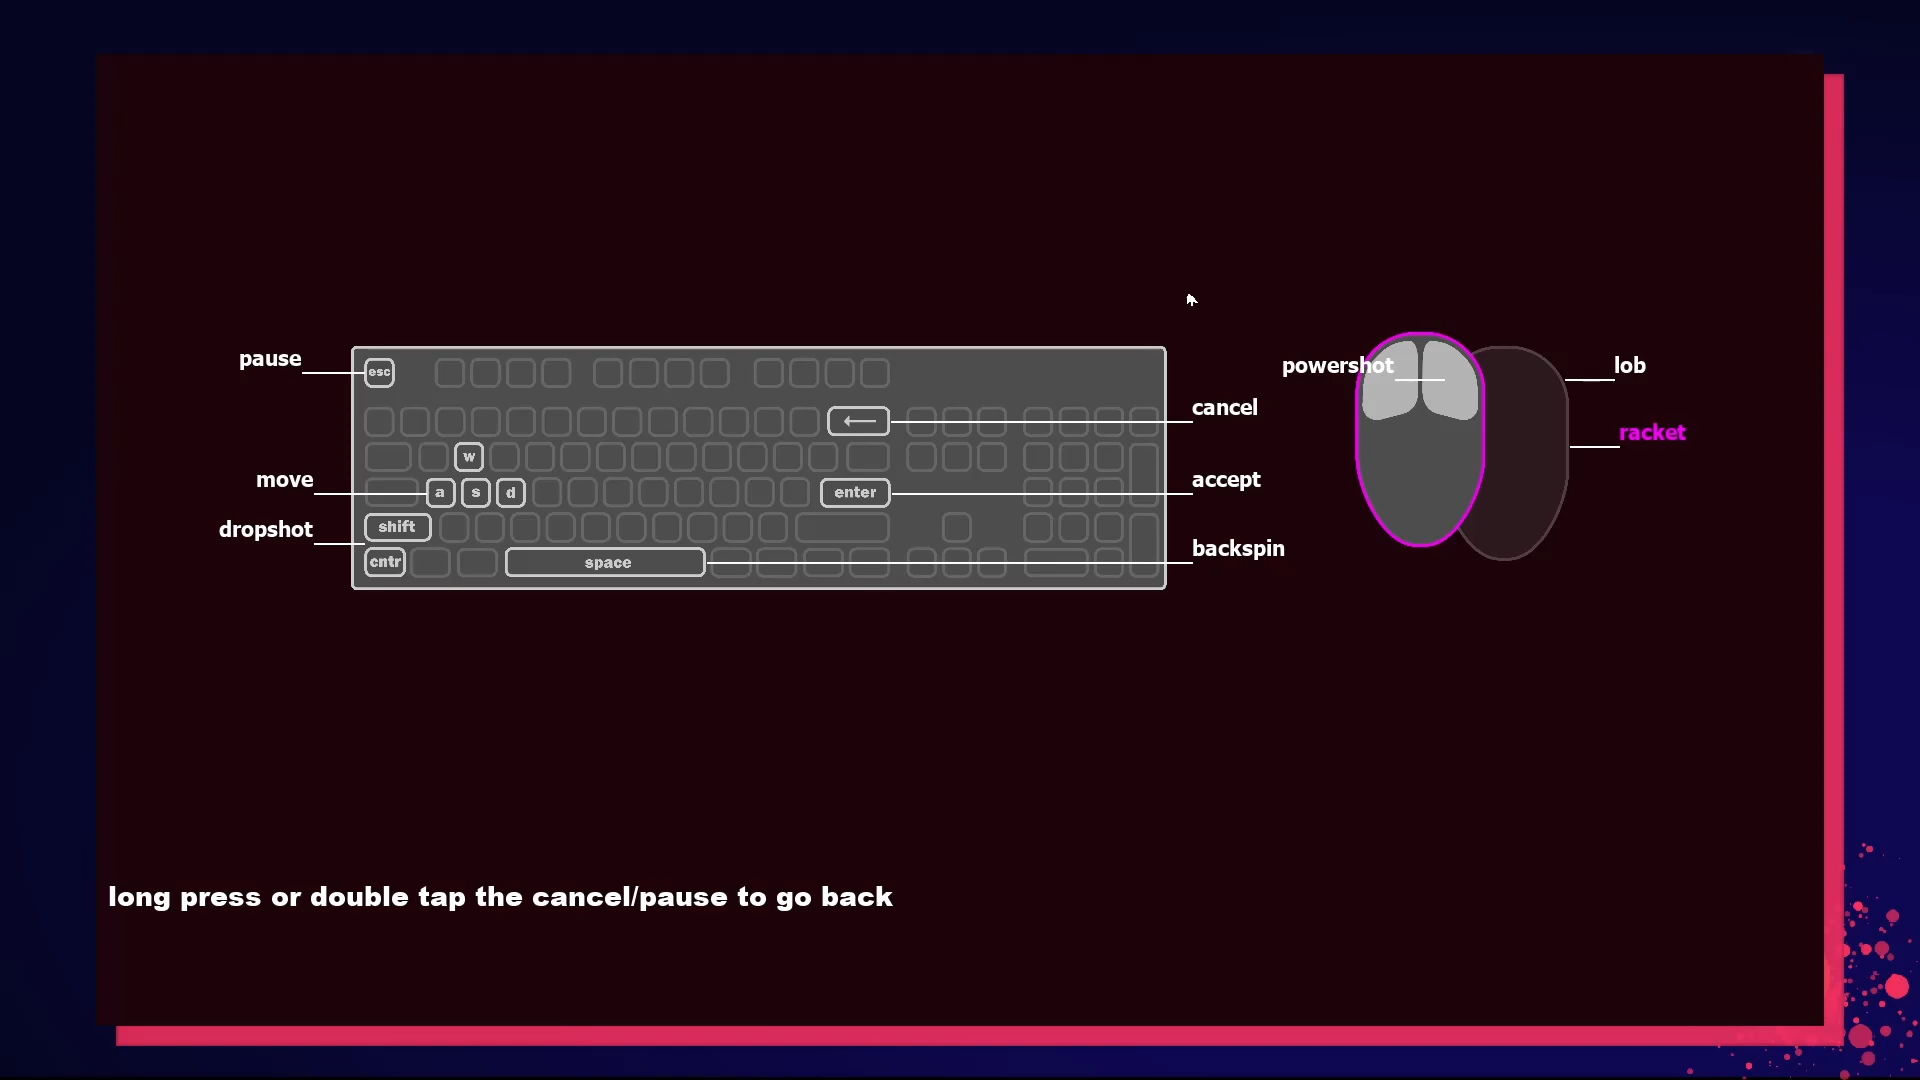 pause
esc
powershot
lob
cancel
racket
w
move
a
s
d
enter
accept
dropshot
shift
cntr
space
backspin
long press or double tap the cancel/pause to go back